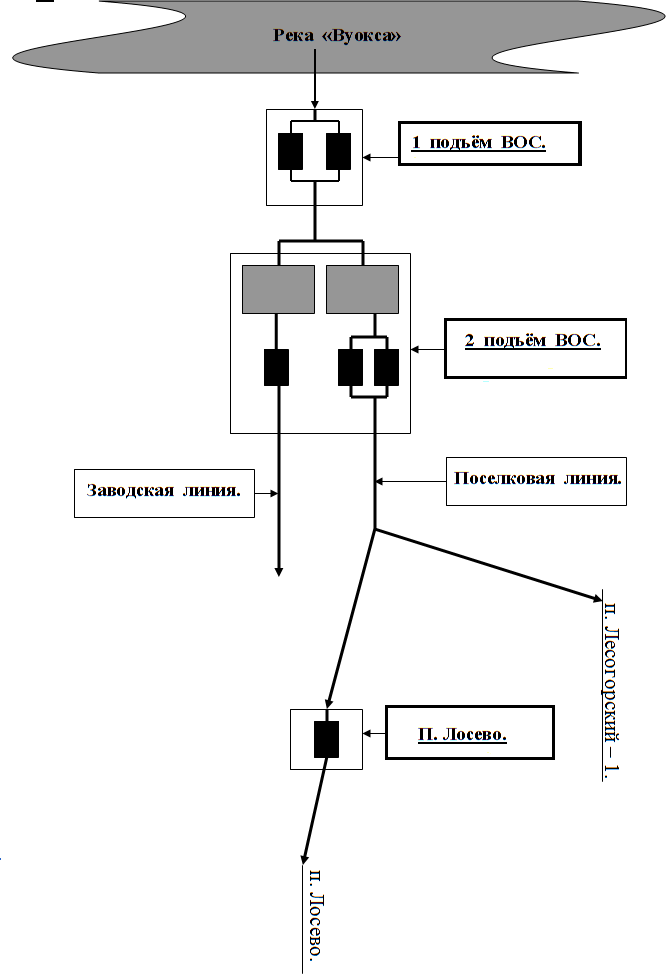 Река «Вуокса»
1 подъём ВОС.
2 подъём ВОС.
Заводская линия.
Поселковая линия.
п. Лесогорский – 1.
П. Лосево.
п. Лосево.